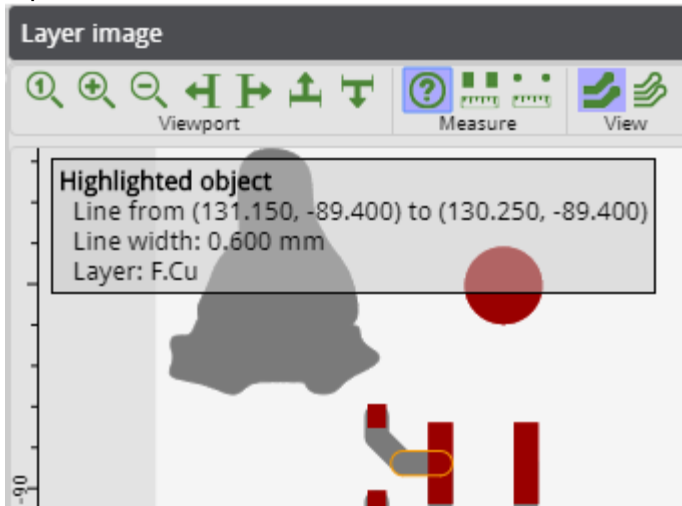 Layer image
1
Viewport
?
Measure
View
Highlighted object
Line from (131.150, -89.400) to (130.250, -89.400)
Line width: 0.600 mm
Layer: F.Cu
-90